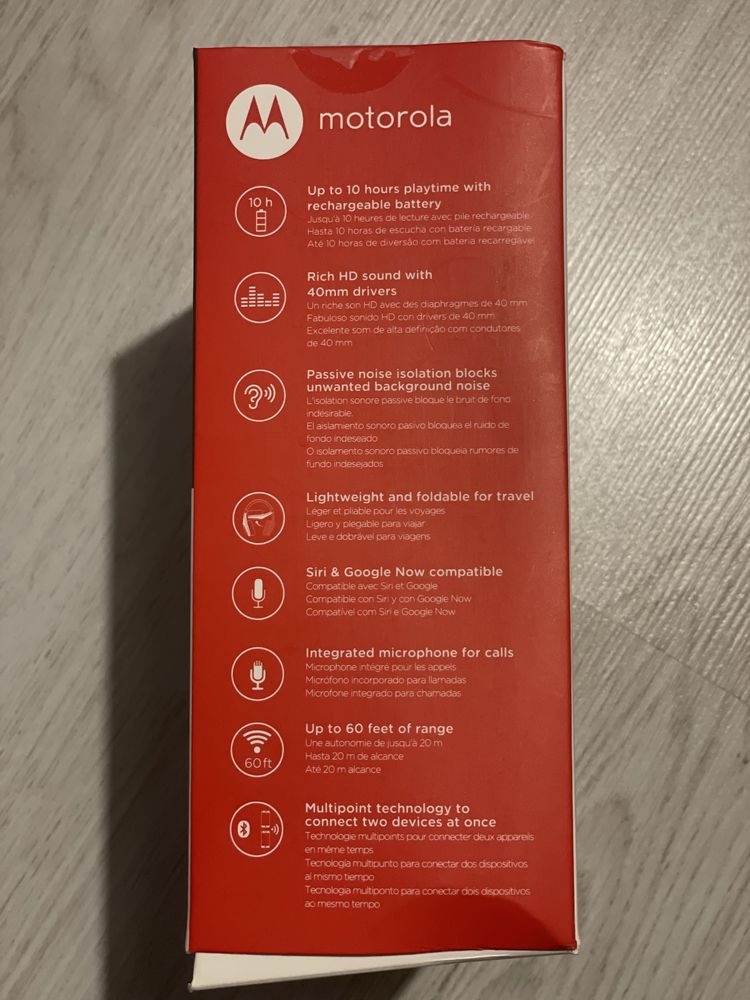 motorola
10 h
Up to 10 hours playtime with
rechargeable battery
Jusqu'à 10 heures de lecture avec pile rechargeable
Hasta 10 horas de escucha con batería recargable
Até 10 horas de diversão com bateria recarregável
Rich HD sound with
40mm drivers
Un riche son HD avec des diaphragmes de 40 mm
Fabuloso sonido HD con drivers de 40 mm
Excelente som de alta definição com condutores
de 40 mm
Passive noise isolation blocks
unwanted background noise
L'isolation sonore passive bloque le bruit de fond
indésirable.
El aislamiento sonoro pasivo bloquea el ruido de
fondo indeseado
O isolamento sonoro passivo bloqueia rumores de
fundo indesejados
Lightweight and foldable for travel
Léger et pliable pour les voyages
Ligero y plegable para viajar
Leve e dobrável para viagens
Siri & Google Now compatible
Compatible avec Siri et Google
Compatible con Siri y con Google Now
Compatível com Siri e Google Now
Integrated microphone for calls
Microphone intégré pour les appels
Micrófono incorporado para llamadas
Microfone integrado para chamadas
60 ft
Up to 60 feet of range
Une autonomie de jusqu'à 20 m
Hasta 20 m de alcance
Até 20 m alcance
Multipoint technology to
connect two devices at once
Technologie multipoints pour connecter deux appareils
en même temps
Tecnología multipunto para conectar dos dispositivos
al mismo tiempo
Tecnologia multiponto para conectar dois dispositivos
ao mesmo tempo